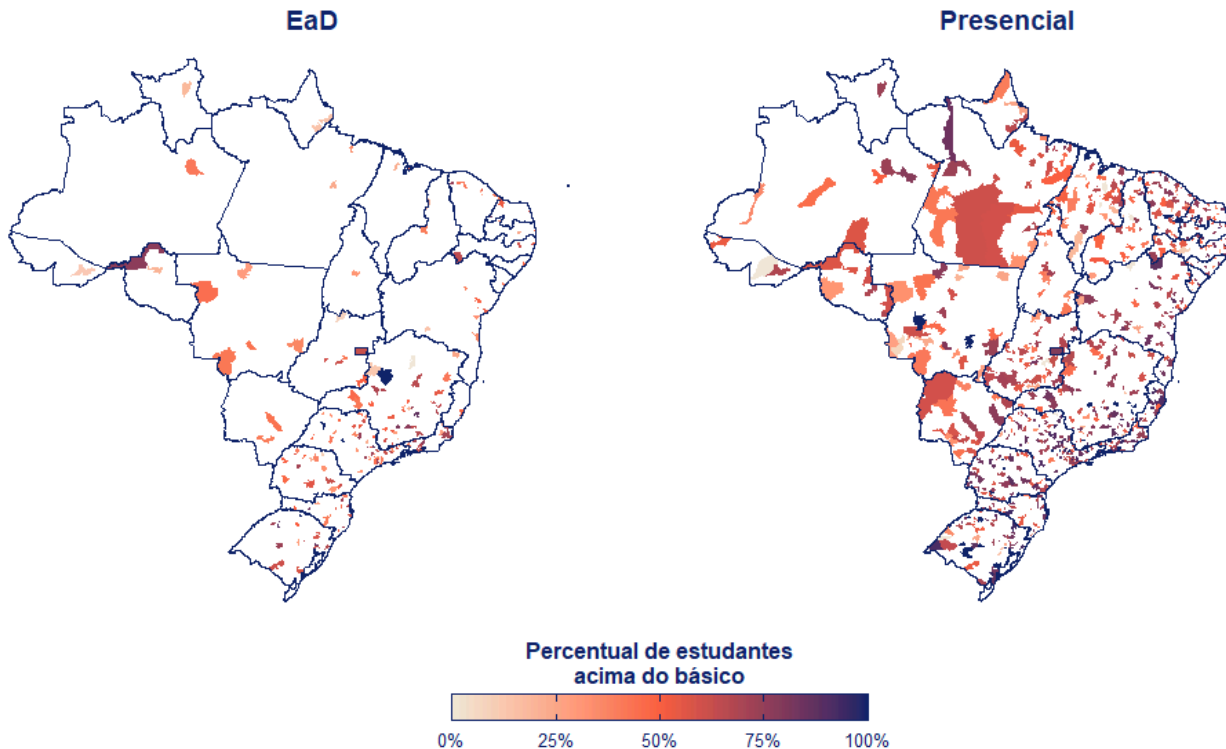 EaD
Presencial
Percentual de estudantes
acima do básico
0%
25%
50%
75%
100%